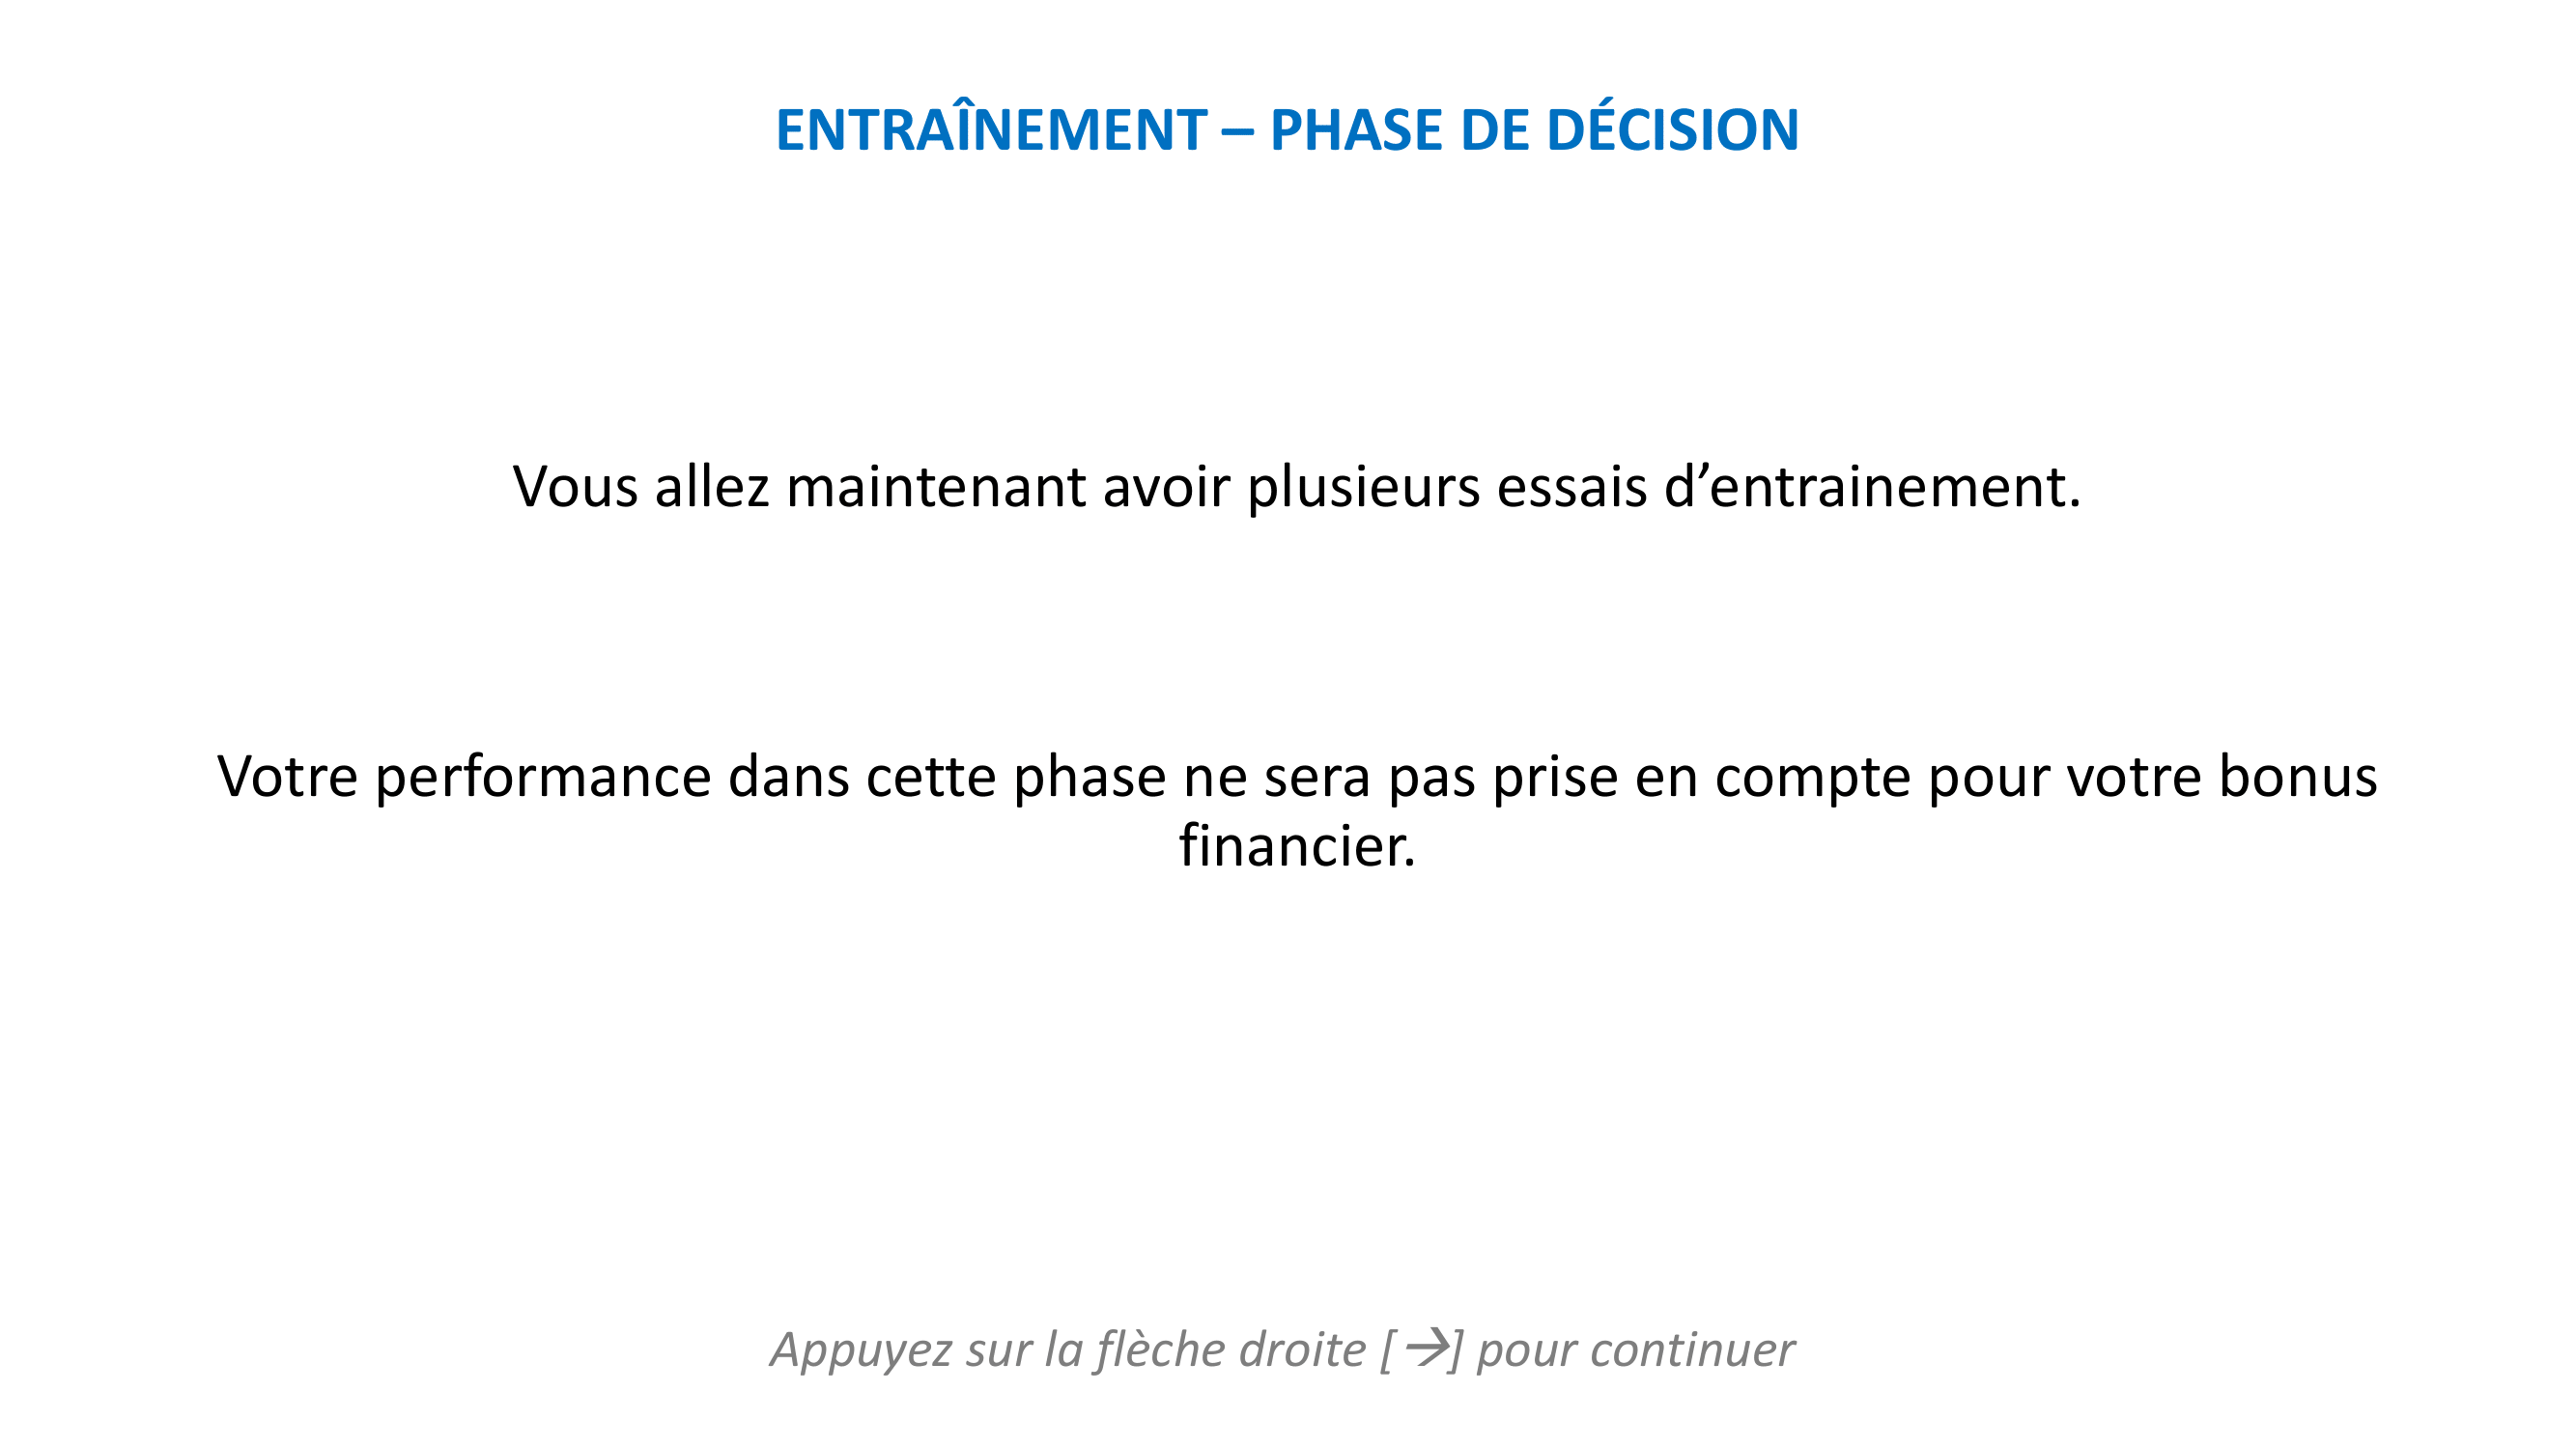 ENTRAÎNEMENT – PHASE DE DÉCISION
Vous allez maintenant avoir plusieurs essais d’entrainement.
Votre performance dans cette phase ne sera pas prise en compte pour votre bonus
financier.
Appuyez sur la flèche droite [→] pour continuer